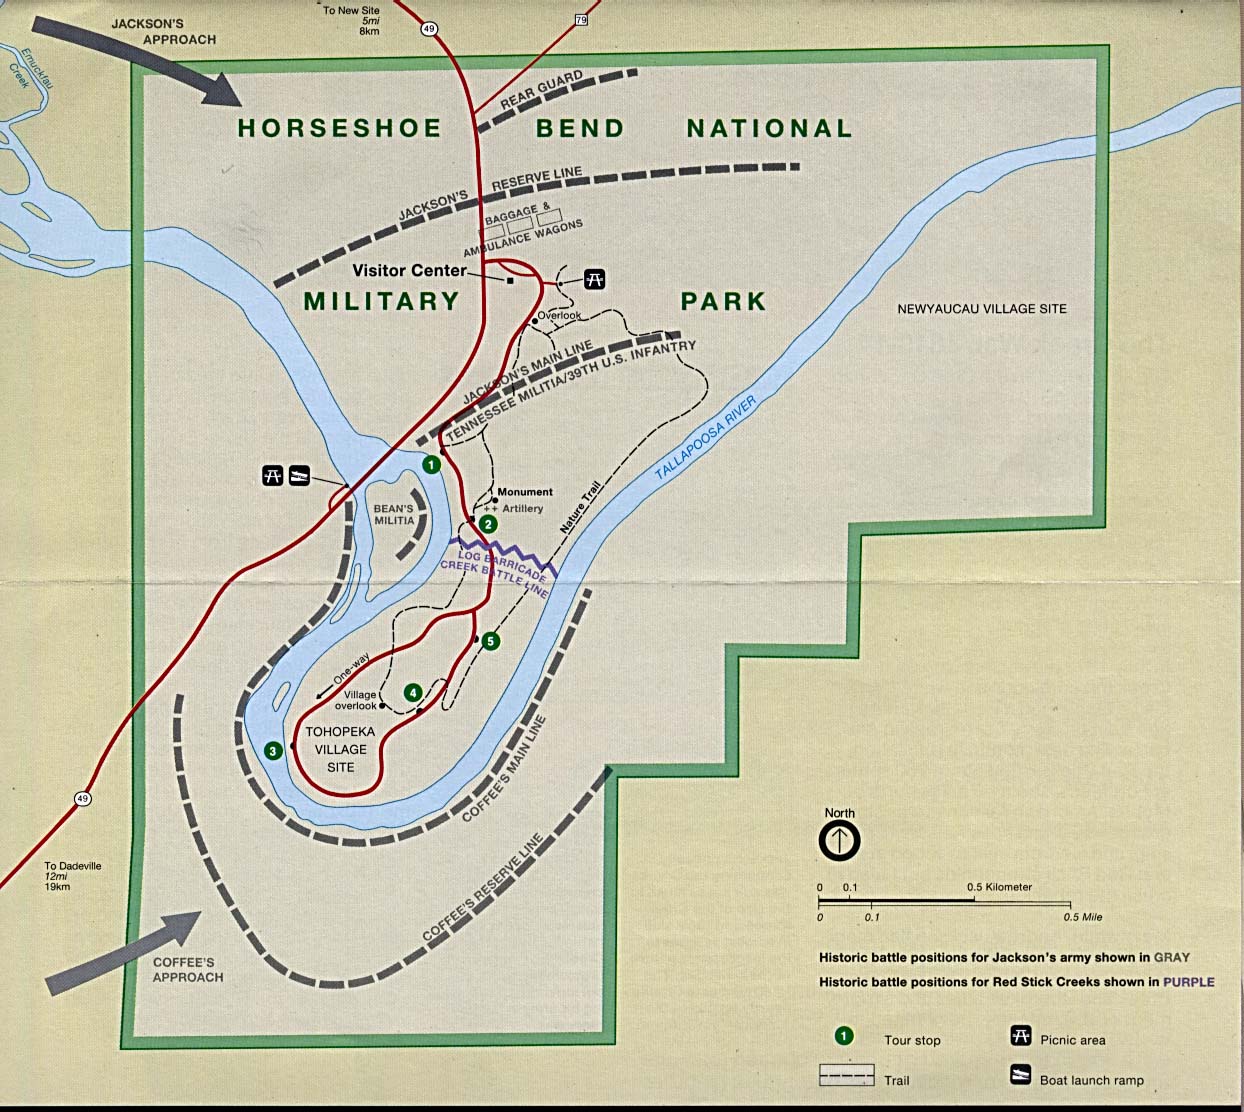 JACKSON'S
APPROACH
To New Site
5mi
8km
49
79
Emuckfau
Creek
REAR GUARD
HORSESHOE BEND NATIONAL
JACKSON'S RESERVE LINE
BAGGAGE &
AMBULANCE WAGONS
Visitor Center
MILITARY PARK
Overlook
NEWYAUCAU VILLAGE SITE
JACKSON'S MAIN LINE
TENNESSEE MILITIA/39TH U.S. INFANTRY
TALLAPOOSA RIVER
1
Monument
++ Artillery
BEAN'S
MILITIA
2
Nature Trail
LOG BARRICADE
CREEK BATTLE LINE
5
One-way
Village
overlook
4
TOHOPEKA
VILLAGE
SITE
3
COFFEE'S MAIN LINE
49
COFFEE'S RESERVE LINE
To Dadeville
12mi
19km
COFFEE'S
APPROACH
North
0 0.1 0.5 Kilometer
0 0.1 0.5 Mile
Historic battle positions for Jackson's army shown in GRAY
Historic battle positions for Red Stick Creeks shown in PURPLE
1 Tour stop
Picnic area
Trail
Boat launch ramp